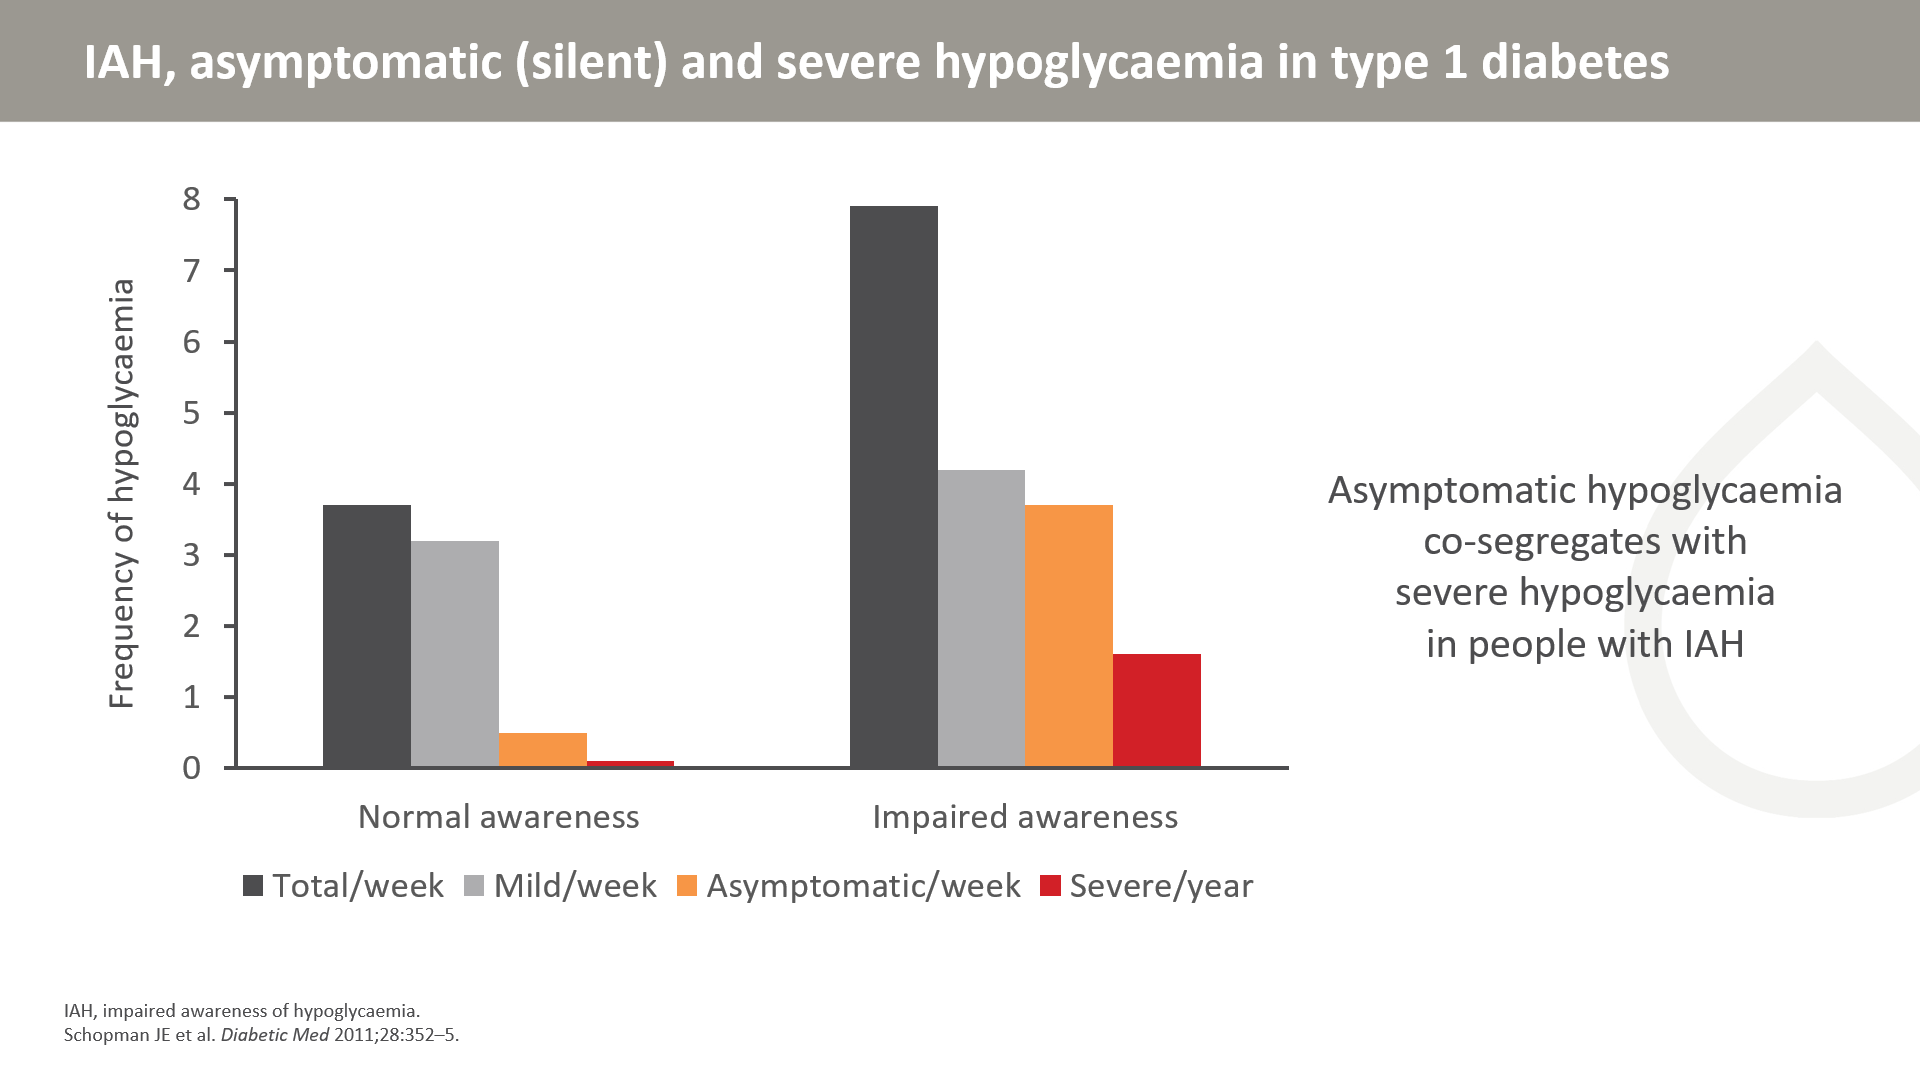 IAH, asymptomatic (silent) and severe hypoglycaemia in type 1 diabetes
Frequency of hypoglycaemia
8
7
6
5
4
3
2
1
0
Normal awareness
Impaired awareness
Total/week
Mild/week
Asymptomatic/week
Severe/year
Asymptomatic hypoglycaemia
co-segregates with
severe hypoglycaemia
in people with IAH
IAH, impaired awareness of hypoglycaemia.
Schopman JE et al. Diabetic Med 2011;28:352–5.